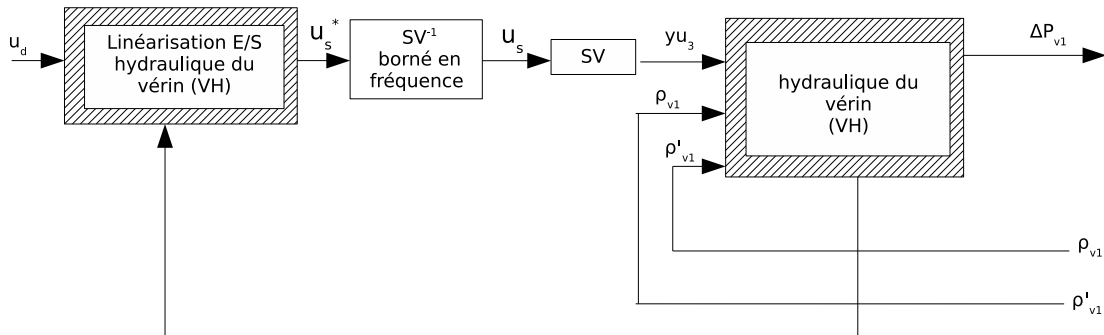 u_d
Linéarisation E/S
hydraulique du
vérin (VH)
u_s^*
SV^-1
borné en
fréquence
u_s
SV
yu_3
ρ_v1
ρ'_v1
hydraulique du
vérin
(VH)
ΔP_v1
ρ_v1
ρ'_v1